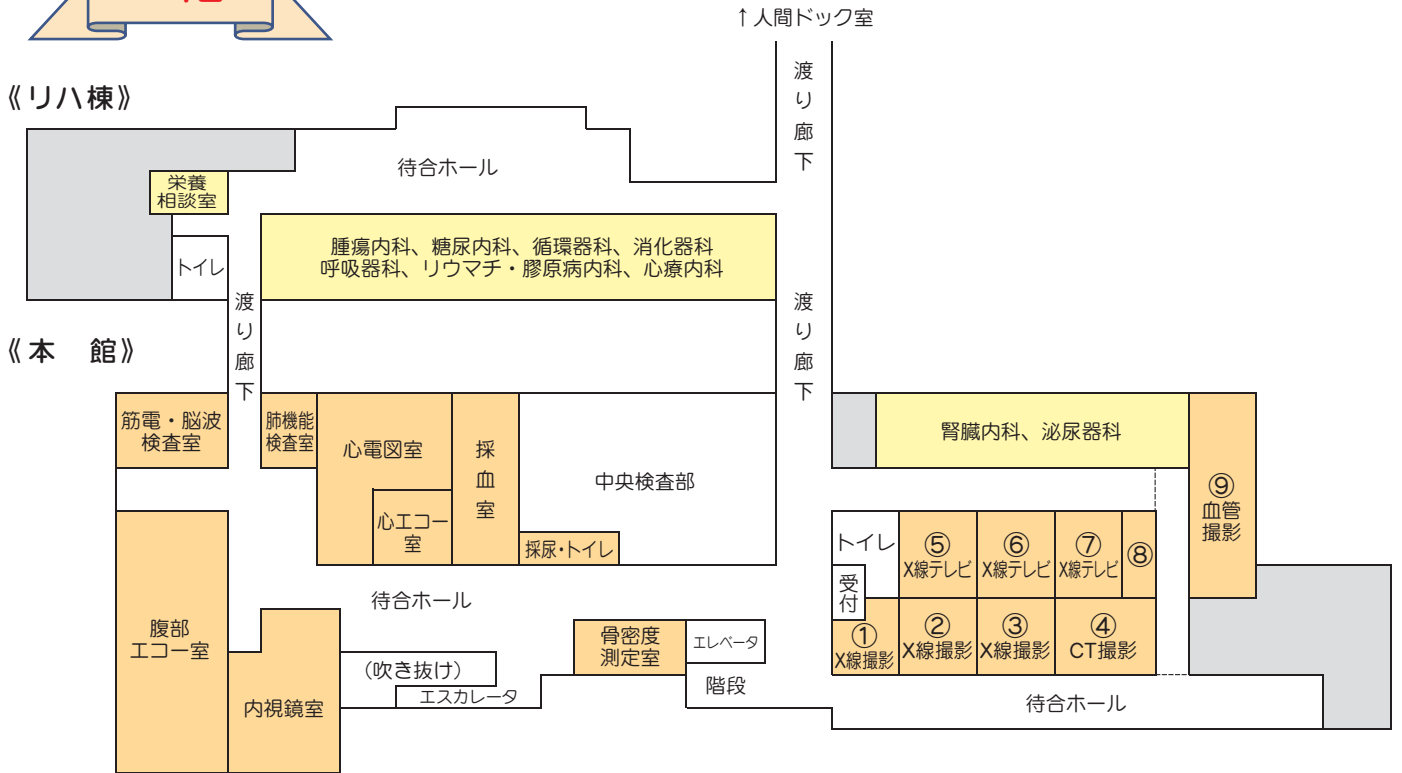 ↑人間ドック室
渡り廊下
《リハ棟》
待合ホール
栄養
相談室
トイレ
腫瘍内科、糖尿内科、循環器科、消化器科
呼吸器科、リウマチ・膠原病内科、心療内科
渡り廊下
渡り廊下
《本　館》
筋電・脳波
検査室
肺機能
検査室
心電図室
心エコー
室
採血室
中央検査部
採尿・トイレ
腎臓内科、泌尿器科
⑨
血管
撮影
トイレ
受付
⑤
X線テレビ
⑥
X線テレビ
⑦
X線テレビ
⑧
①
X線撮影
②
X線撮影
③
X線撮影
④
CT撮影
待合ホール
腹部
エコー室
内視鏡室
(吹き抜け)
エスカレータ
骨密度
測定室
エレベータ
階段
待合ホール